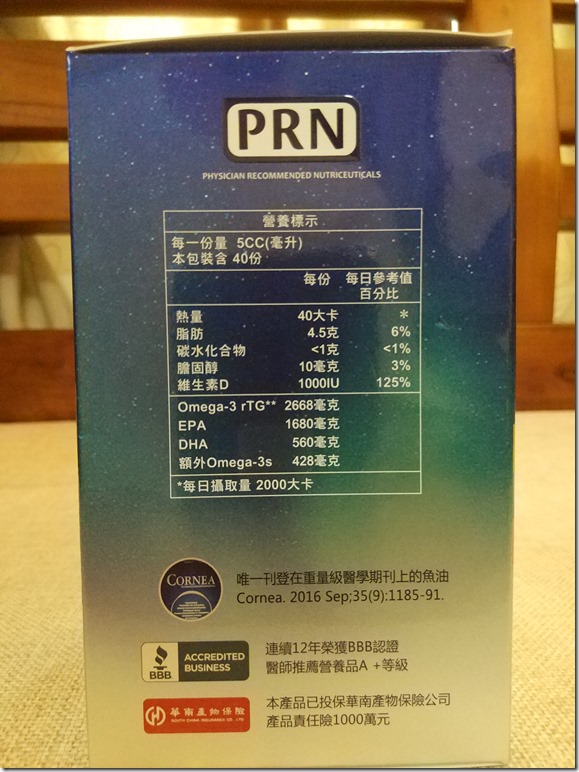 PRN
PHYSICIAN RECOMMENDED NUTRICEUTICALS
營養標示
每一份量 5CC(毫升)
本包裝含 40份
每份 每日參考值
百分比
熱量 40大卡 *
脂肪 4.5克 6%
碳水化合物 <1克 <1%
膽固醇 10毫克 3%
維生素D 1000IU 125%
Omega-3 rTG** 2668毫克
EPA 1680毫克
DHA 560毫克
額外Omega-3s 428毫克
*每日攝取量 2000大卡
CORNEA
唯一刊登在重量級醫學期刊上的魚油
Cornea. 2016 Sep;35(9):1185-91.
BBB
ACCREDITED
BUSINESS
連續12年榮獲BBB認證
醫師推薦營養品A +等級
華南產物保險
SOUTH CHINA INSURANCE CO., LTD
本產品已投保華南產物保險公司
產品責任險1000萬元